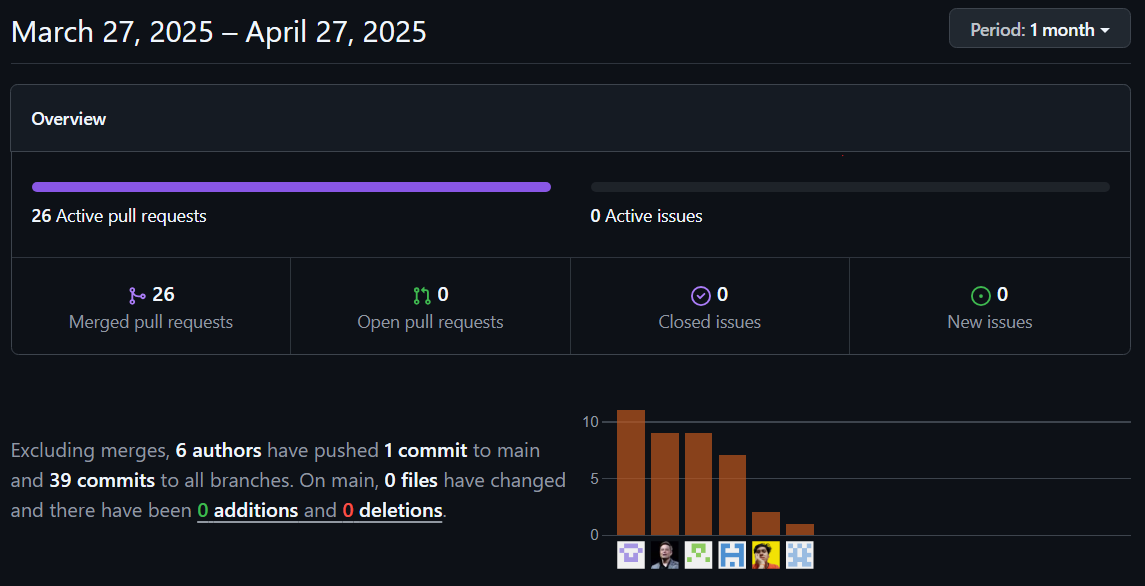 March 27, 2025 – April 27, 2025
Period: 1 month
Overview
26 Active pull requests
0 Active issues
26
Merged pull requests
0
Open pull requests
0
Closed issues
0
New issues
Excluding merges, 6 authors have pushed 1 commit to main
and 39 commits to all branches. On main, 0 files have changed
and there have been 0 additions and 0 deletions.
10
5
0